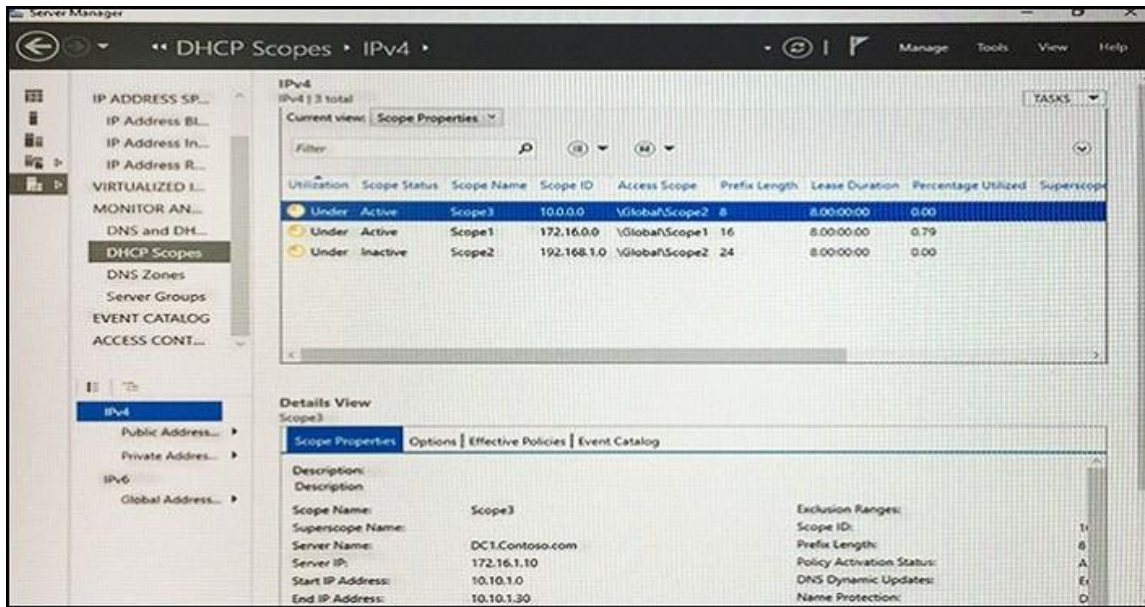 Server Manager
DHCP Scopes IPv4
Manage Tools View Help
IP ADDRESS SP...
IP Address Bl...
IP Address In...
IP Address R...
VIRTUALIZED I...
MONITOR AN...
DNS and DH...
DHCP Scopes
DNS Zones
Server Groups
EVENT CATALOG
ACCESS CONT...
IPv4
Public Address...
Private Addres...
IPv6
Global Address...
IPv4
IPv4 | 3 total
TASKS
Current view: Scope Properties
Filter
Utilization Scope Status Scope Name Scope ID Access Scope Prefix Length Lease Duration Percentage Utilized Superscope
Under Active Scope3 10.0.0.0 \Global\Scope2 8 8.00:00:00 0.00
Under Active Scope1 172.16.0.0 \Global\Scope1 16 8.00:00:00 0.79
Under Inactive Scope2 192.168.1.0 \Global\Scope2 24 8.00:00:00 0.00
Details View
Scope3
Scope Properties Options | Effective Policies | Event Catalog
Description:
Description
Scope Name: Scope3 Exclusion Ranges:
Superscope Name: Scope ID:
Server Name: DC1.Contoso.com Prefix Length:
Server IP: 172.16.1.10 Policy Activation Status:
Start IP Address: 10.10.1.0 DNS Dynamic Updates:
End IP Address: 10.10.1.30 Name Protection: